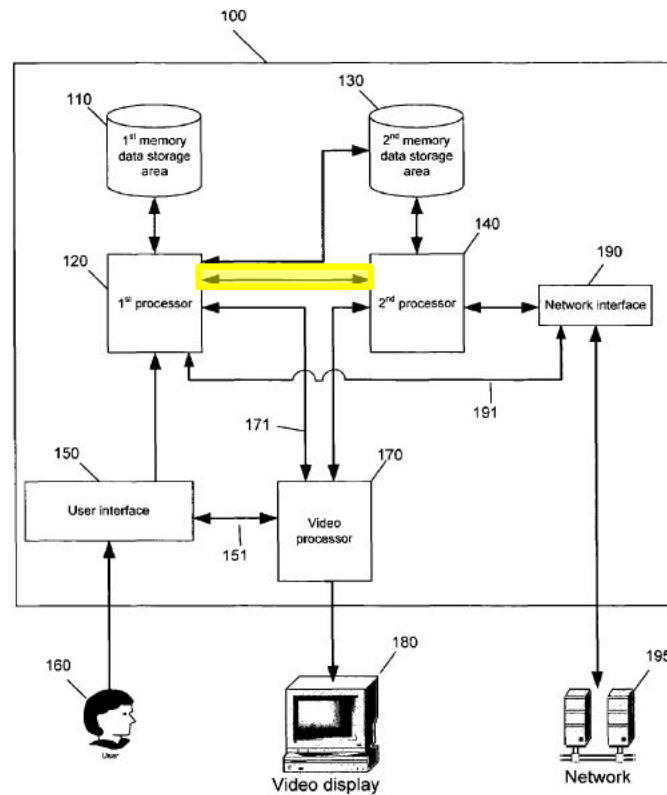 100
110
130
1st memory
data storage
area
2nd memory
data storage
area
120
140
190
1st processor
2nd processor
Network interface
191
171
150
170
User interface
Video
processor
151
160
180
195
User
Video display
Network